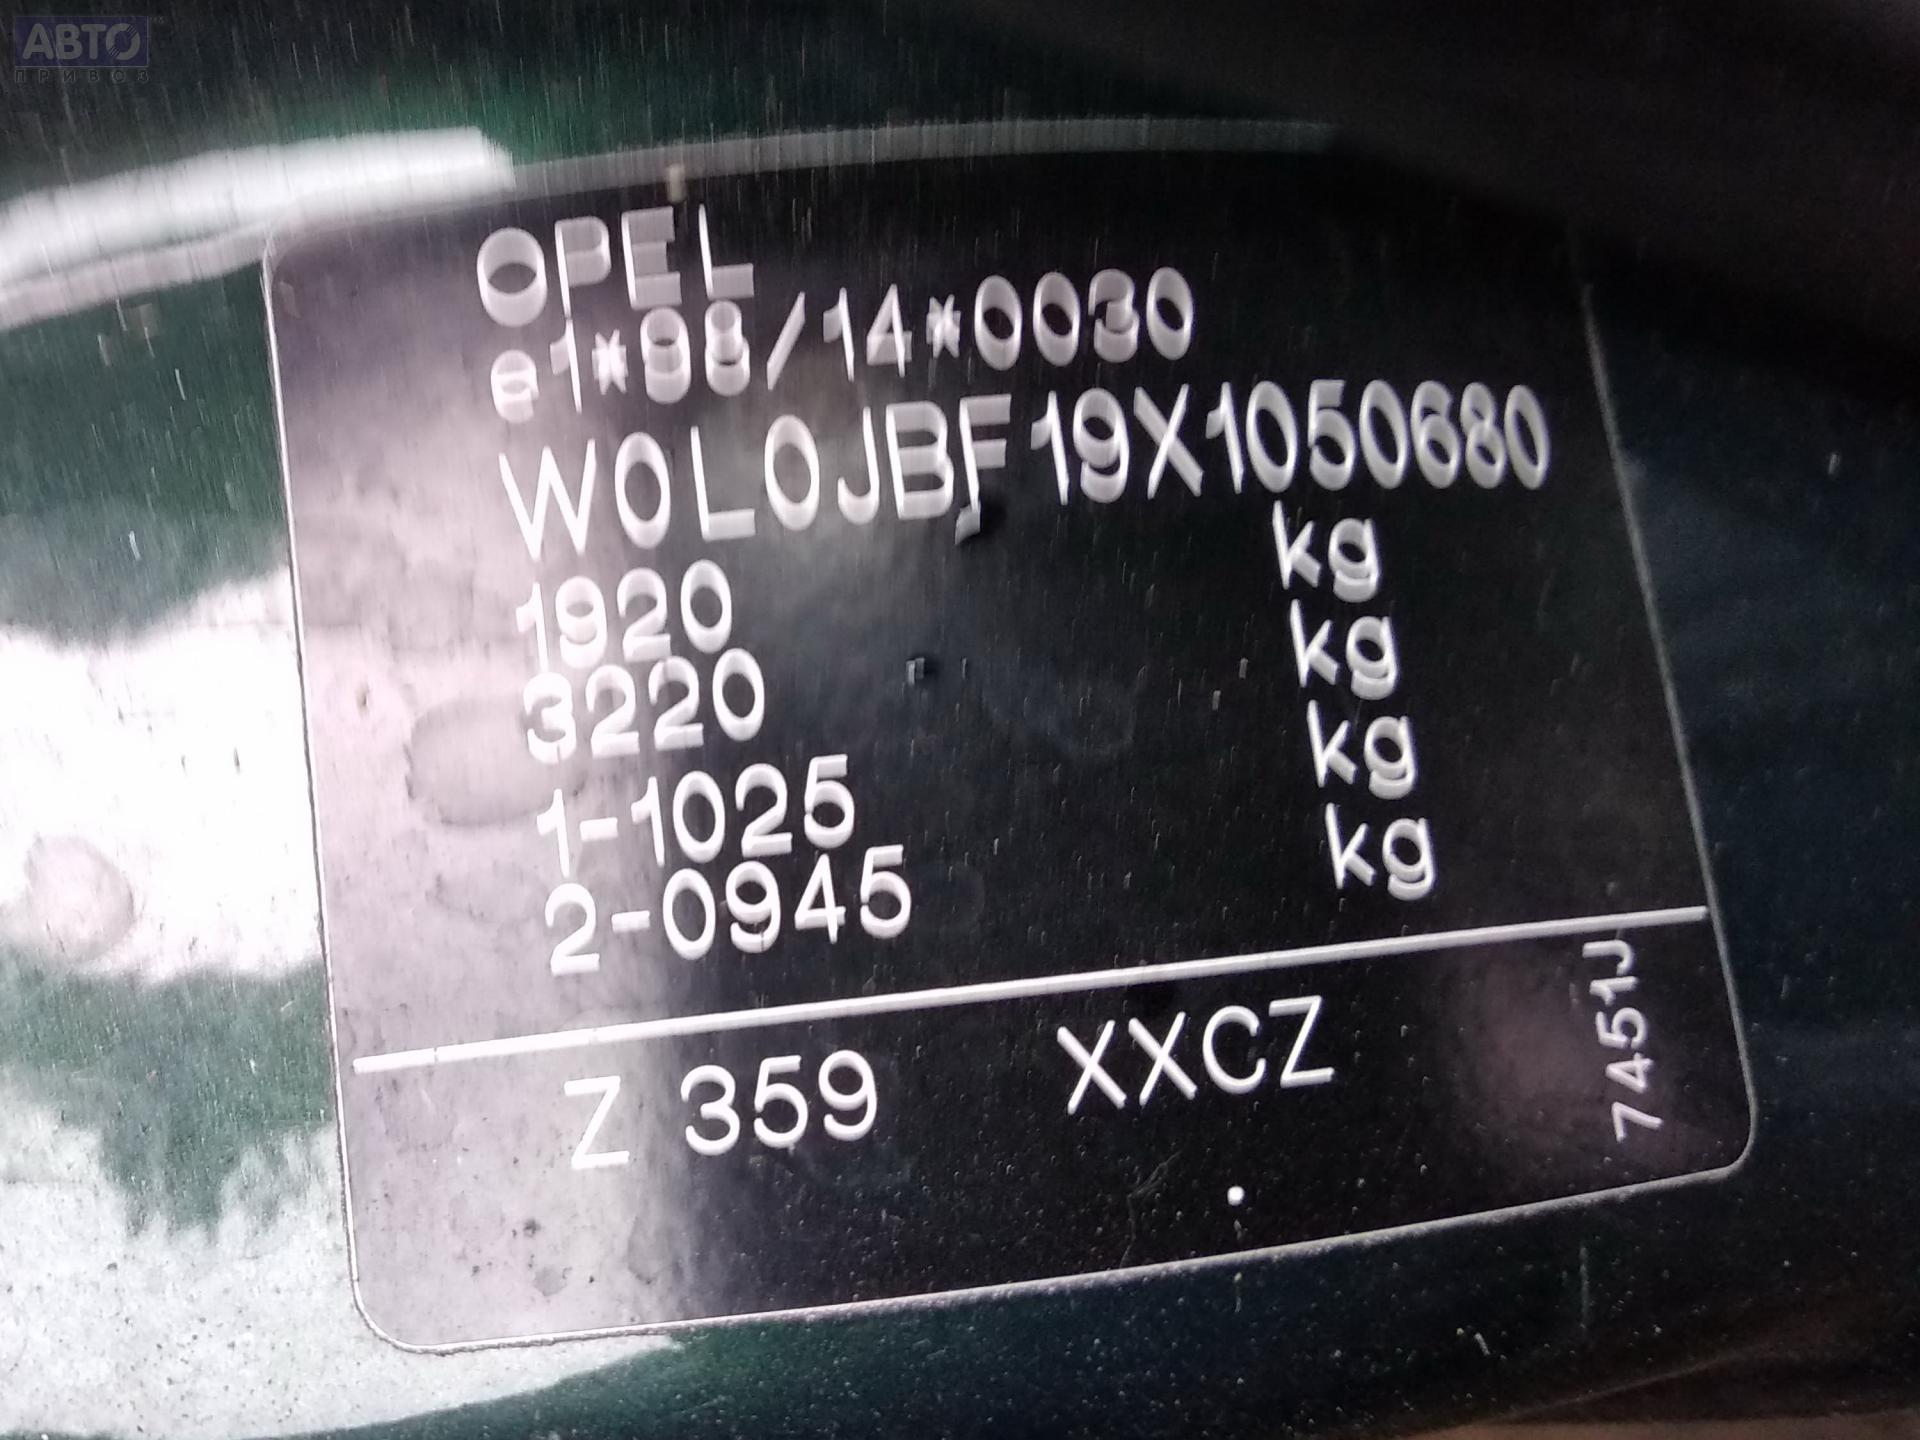 АВТО
ПРИВОЗ
OPEL
e1*98/14*0030
W0L0JBF19X1050680
1920 kg
3220 kg
1-1025 kg
2-0945 kg
Z 359 XXCZ
7451J